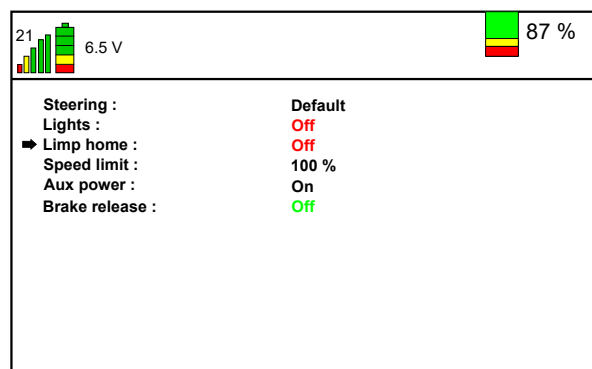 21
6.5 V
87 %
Steering : Default
Lights : Off
Limp home : Off
Speed limit : 100 %
Aux power : On
Brake release : Off